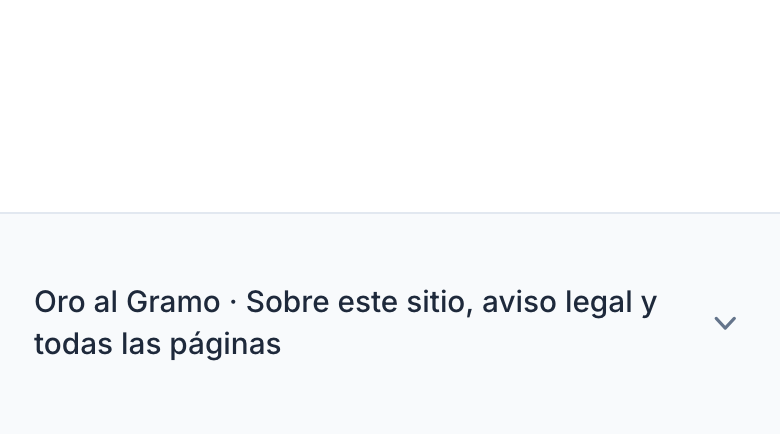 Oro al Gramo · Sobre este sitio, aviso legal y
todas las páginas